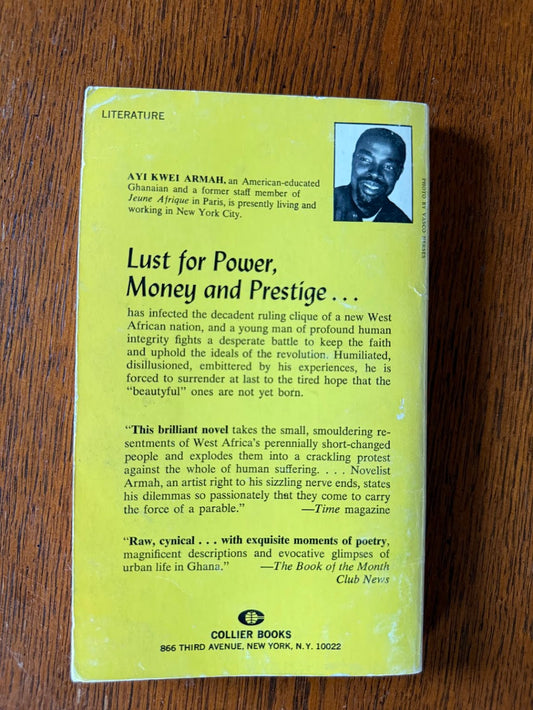 LITERATURE
AYI KWEI ARMAH, an American-educated
Ghanaian and a former staff member of
Jeune Afrique in Paris, is presently living and
working in New York City.
PHOTO BY VANCO
Lust for Power,
Money and Prestige . . .
has infected the decadent ruling clique of a new West
African nation, and a young man of profound human
integrity fights a desperate battle to keep the faith
and uphold the ideals of the revolution. Humiliated,
disillusioned, embittered by his experiences, he is
forced to surrender at last to the tired hope that the
“beautyful” ones are not yet born.
“This brilliant novel takes the small, smouldering re-
sentments of West Africa's perennially short-changed
people and explodes them into a crackling protest
against the whole of human suffering. . . . Novelist
Armah, an artist right to his sizzling nerve ends, states
his dilemmas so passionately that they come to carry
the force of a parable.” —Time magazine
“Raw, cynical . . . with exquisite moments of poetry,
magnificent descriptions and evocative glimpses of
urban life in Ghana.” —The Book of the Month
Club News
COLLIER BOOKS
866 THIRD AVENUE, NEW YORK, N.Y. 10022